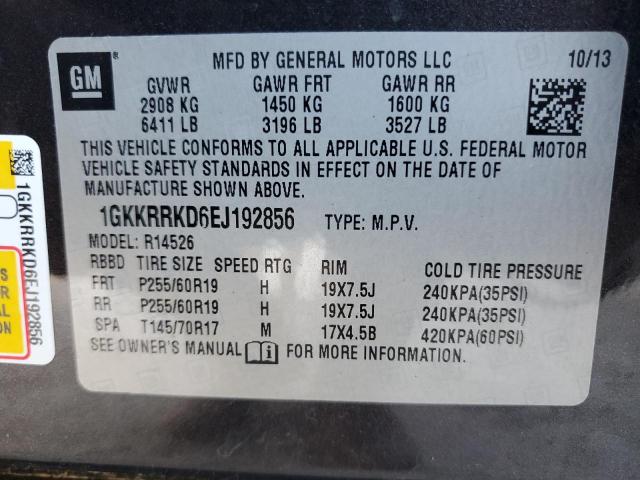 GM
MFD BY GENERAL MOTORS LLC 10/13
GVWR GAWR FRT GAWR RR
2908 KG 1450 KG 1600 KG
6411 LB 3196 LB 3527 LB
THIS VEHICLE CONFORMS TO ALL APPLICABLE U.S. FEDERAL MOTOR
VEHICLE SAFETY STANDARDS IN EFFECT ON THE DATE OF
MANUFACTURE SHOWN ABOVE.
1GKKRRKD6EJ192856 TYPE: M.P.V.
MODEL: R14526
RBBD TIRE SIZE SPEED RTG RIM COLD TIRE PRESSURE
FRT P255/60R19 H 19X7.5J 240KPA(35PSI)
RR P255/60R19 H 19X7.5J 240KPA(35PSI)
SPA T145/70R17 M 17X4.5B 420KPA(60PSI)
SEE OWNER'S MANUAL FOR MORE INFORMATION.
1GKKRRKD6EJ192856